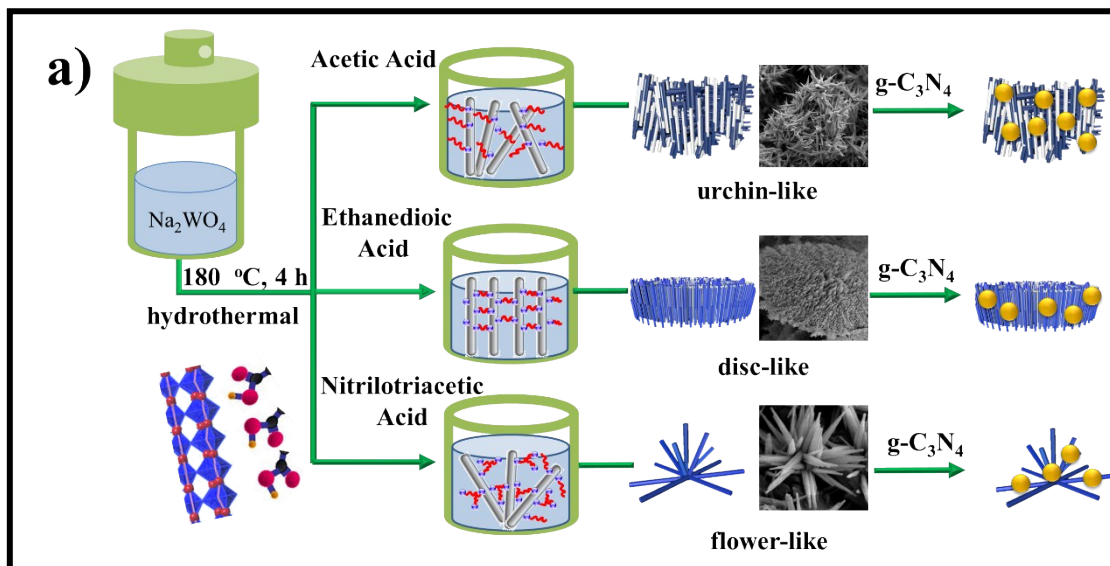 a)
Na₂WO₄
180 °C, 4 h
hydrothermal
Acetic Acid
urchin-like
g-C₃N₄
Ethanedioic
Acid
disc-like
g-C₃N₄
Nitrilotriacetic
Acid
flower-like
g-C₃N₄